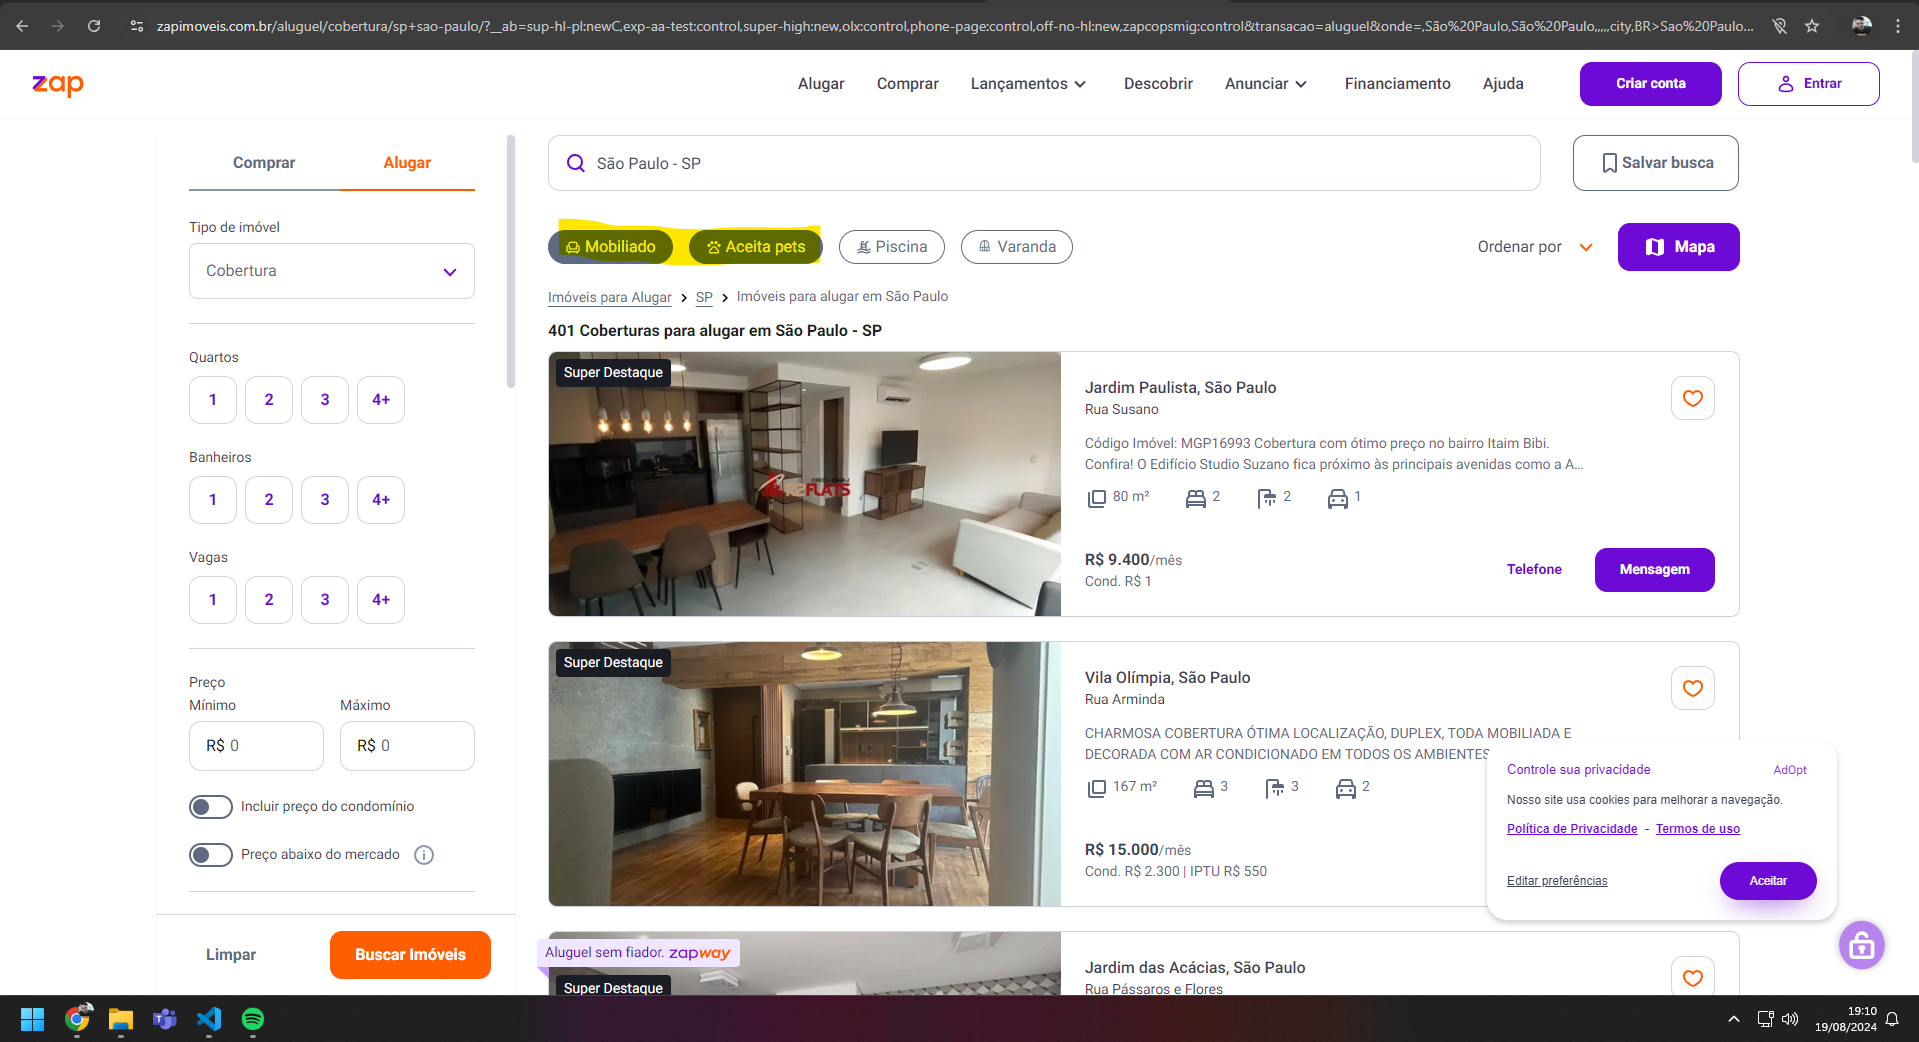 zapimoveis.com.br/aluguel/cobertura/sp+sao-paulo/?__ab=sup-hl-pl:newC,exp-aa-test:control,super-high:new,olx:control,phone-page:control,off-no-hl:new,zapcopsmig:control&transacao=aluguel&onde=,São%20Paulo,São%20Paulo,,,,,city,BR>Sao%20Paulo...
zap
Alugar
Comprar
Lançamentos
Descobrir
Anunciar
Financiamento
Ajuda
Criar conta
Entrar
Comprar
Alugar
Tipo de imóvel
Cobertura
Quartos
1 2 3 4+
Banheiros
1 2 3 4+
Vagas
1 2 3 4+
Preço
Mínimo Máximo
R$ 0 R$ 0
Incluir preço do condomínio
Preço abaixo do mercado
Limpar
Buscar Imóveis
São Paulo - SP
Salvar busca
Mobiliado
Aceita pets
Piscina
Varanda
Ordenar por
Mapa
Imóveis para Alugar > SP > Imóveis para alugar em São Paulo
401 Coberturas para alugar em São Paulo - SP
Super Destaque
REFLATS
Jardim Paulista, São Paulo
Rua Susano
Código Imóvel: MGP16993 Cobertura com ótimo preço no bairro Itaim Bibi.
Confira! O Edifício Studio Suzano fica próximo às principais avenidas como a A...
80 m² 2 2 1
R$ 9.400/mês
Cond. R$ 1
Telefone
Mensagem
Super Destaque
Vila Olímpia, São Paulo
Rua Arminda
CHARMOSA COBERTURA ÓTIMA LOCALIZAÇÃO, DUPLEX, TODA MOBILIADA E
DECORADA COM AR CONDICIONADO EM TODOS OS AMBIENTES
167 m² 3 3 2
R$ 15.000/mês
Cond. R$ 2.300 | IPTU R$ 550
Aluguel sem fiador. zapway
Super Destaque
Jardim das Acácias, São Paulo
Rua Pássaros e Flores
Controle sua privacidade
AdOpt
Nosso site usa cookies para melhorar a navegação.
Política de Privacidade - Termos de uso
Editar preferências
Aceitar
19:10
19/08/2024